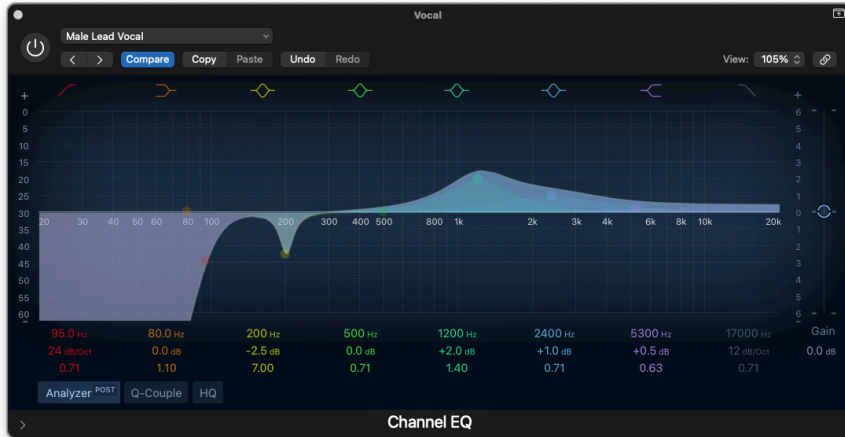 Vocal
Male Lead Vocal
Compare Copy Paste Undo Redo View: 105%
+ +
0 6
5 5
10 4
15 3
20 2
25 1
30 20 30 40 50 60 80 100 200 300 400 500 800 1k 2k 3k 4k 6k 8k 10k 20k 0
35 1
40 2
45 3
50 4
55 5
60 6
- -
95.0 Hz 80.0 Hz 200 Hz 500 Hz 1200 Hz 2400 Hz 5300 Hz 17000 Hz Gain
24 dB/Oct 0.0 dB -2.5 dB 0.0 dB +2.0 dB +1.0 dB +0.5 dB 12 dB/Oct 0.0 dB
0.71 1.10 7.00 0.71 1.40 0.71 0.63 0.71
Analyzer POST Q-Couple HQ
Channel EQ